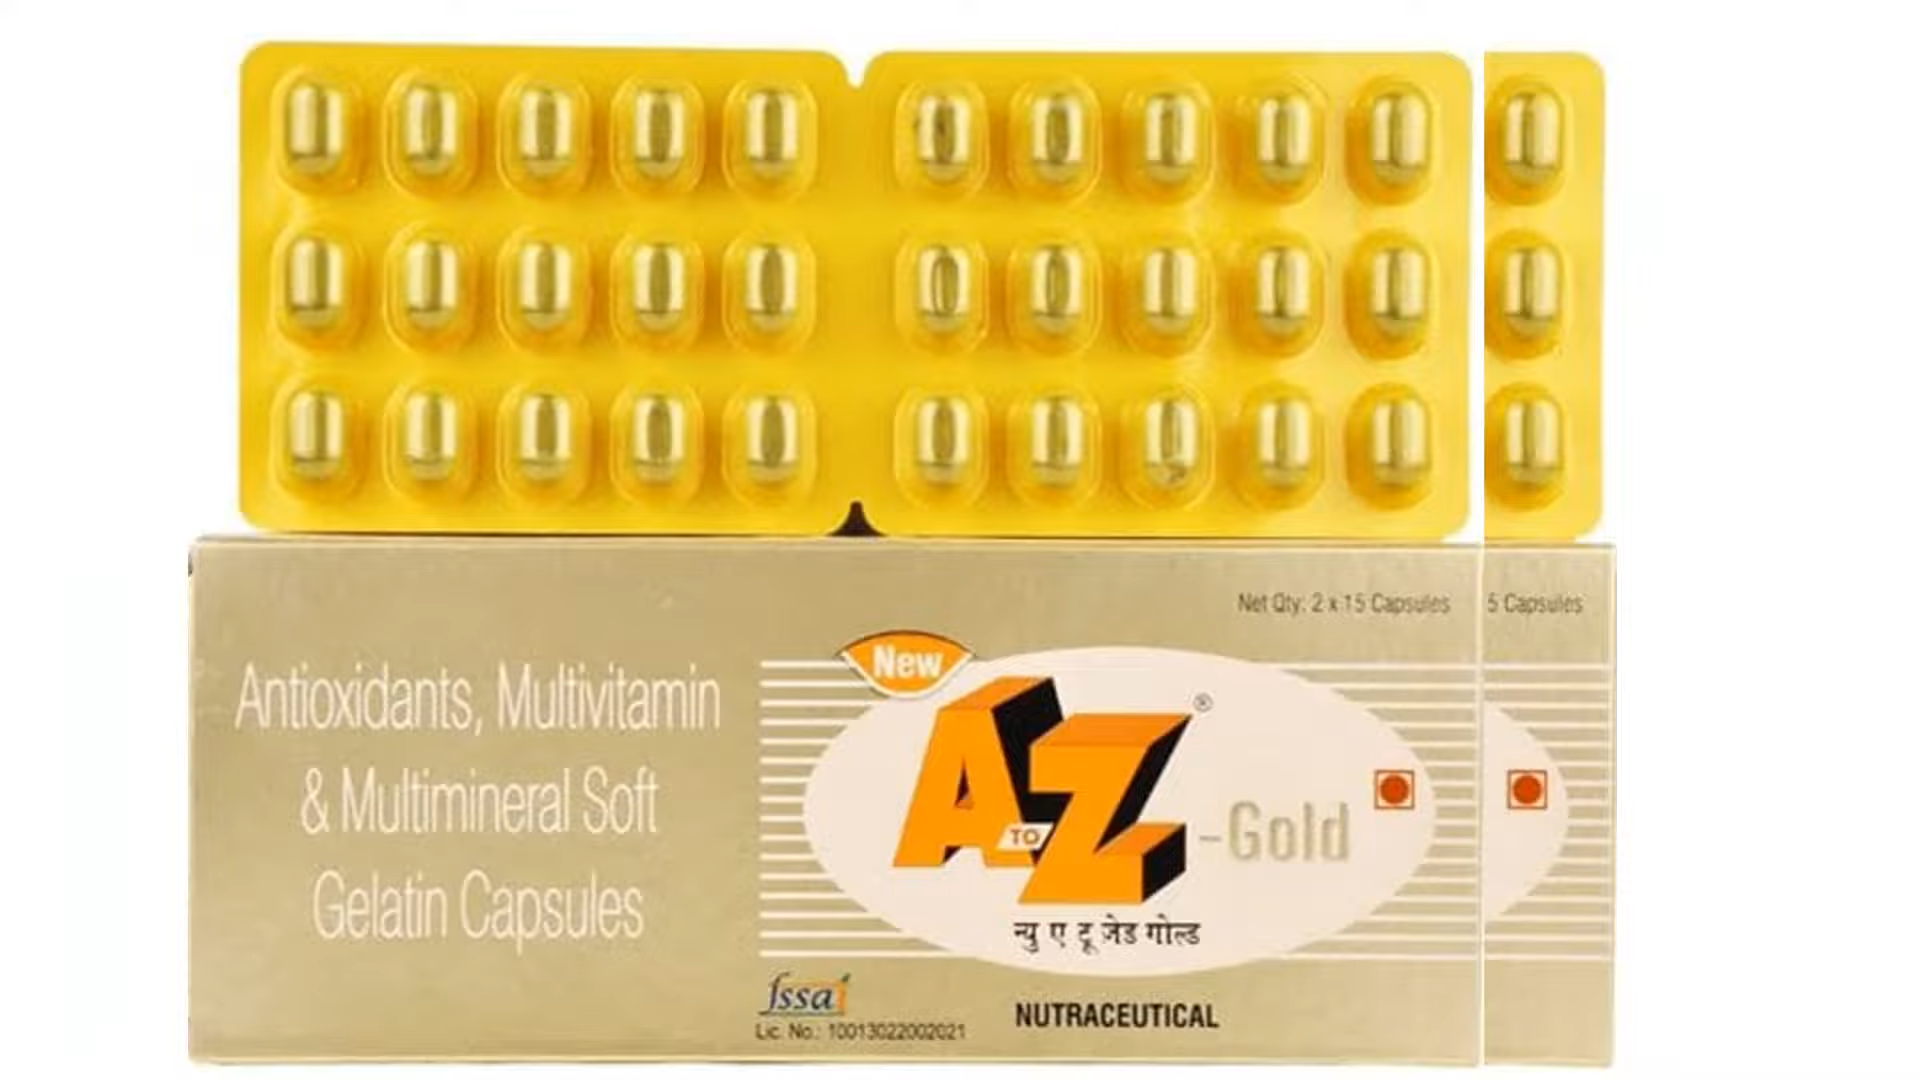 Net Qty: 2 x 15 Capsules
5 Capsules
New
Antioxidants, Multivitamin
& Multimineral Soft
Gelatin Capsules
A TO Z ® -Gold
न्यु ए टू जेड गोल्ड
fssai
Lic. No.: 10013022002021
NUTRACEUTICAL